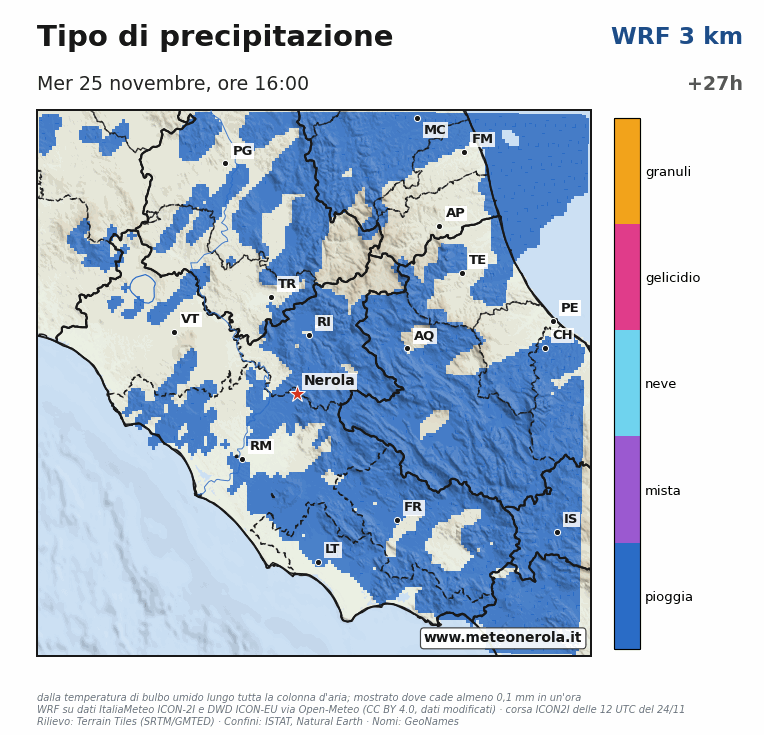 Tipo di precipitazione
WRF 3 km
Mer 25 novembre, ore 16:00
+27h
MC
FM
PG
AP
TE
TR
PE
VT
RI
AQ
CH
Nerola
RM
FR
IS
LT
www.meteonerola.it
granuli
gelicidio
neve
mista
pioggia
dalla temperatura di bulbo umido lungo tutta la colonna d'aria; mostrato dove cade almeno 0,1 mm in un'ora
WRF su dati ItaliaMeteo ICON-2I e DWD ICON-EU via Open-Meteo (CC BY 4.0, dati modificati) · corsa ICON2I delle 12 UTC del 24/11
Rilievo: Terrain Tiles (SRTM/GMTED) · Confini: ISTAT, Natural Earth · Nomi: GeoNames